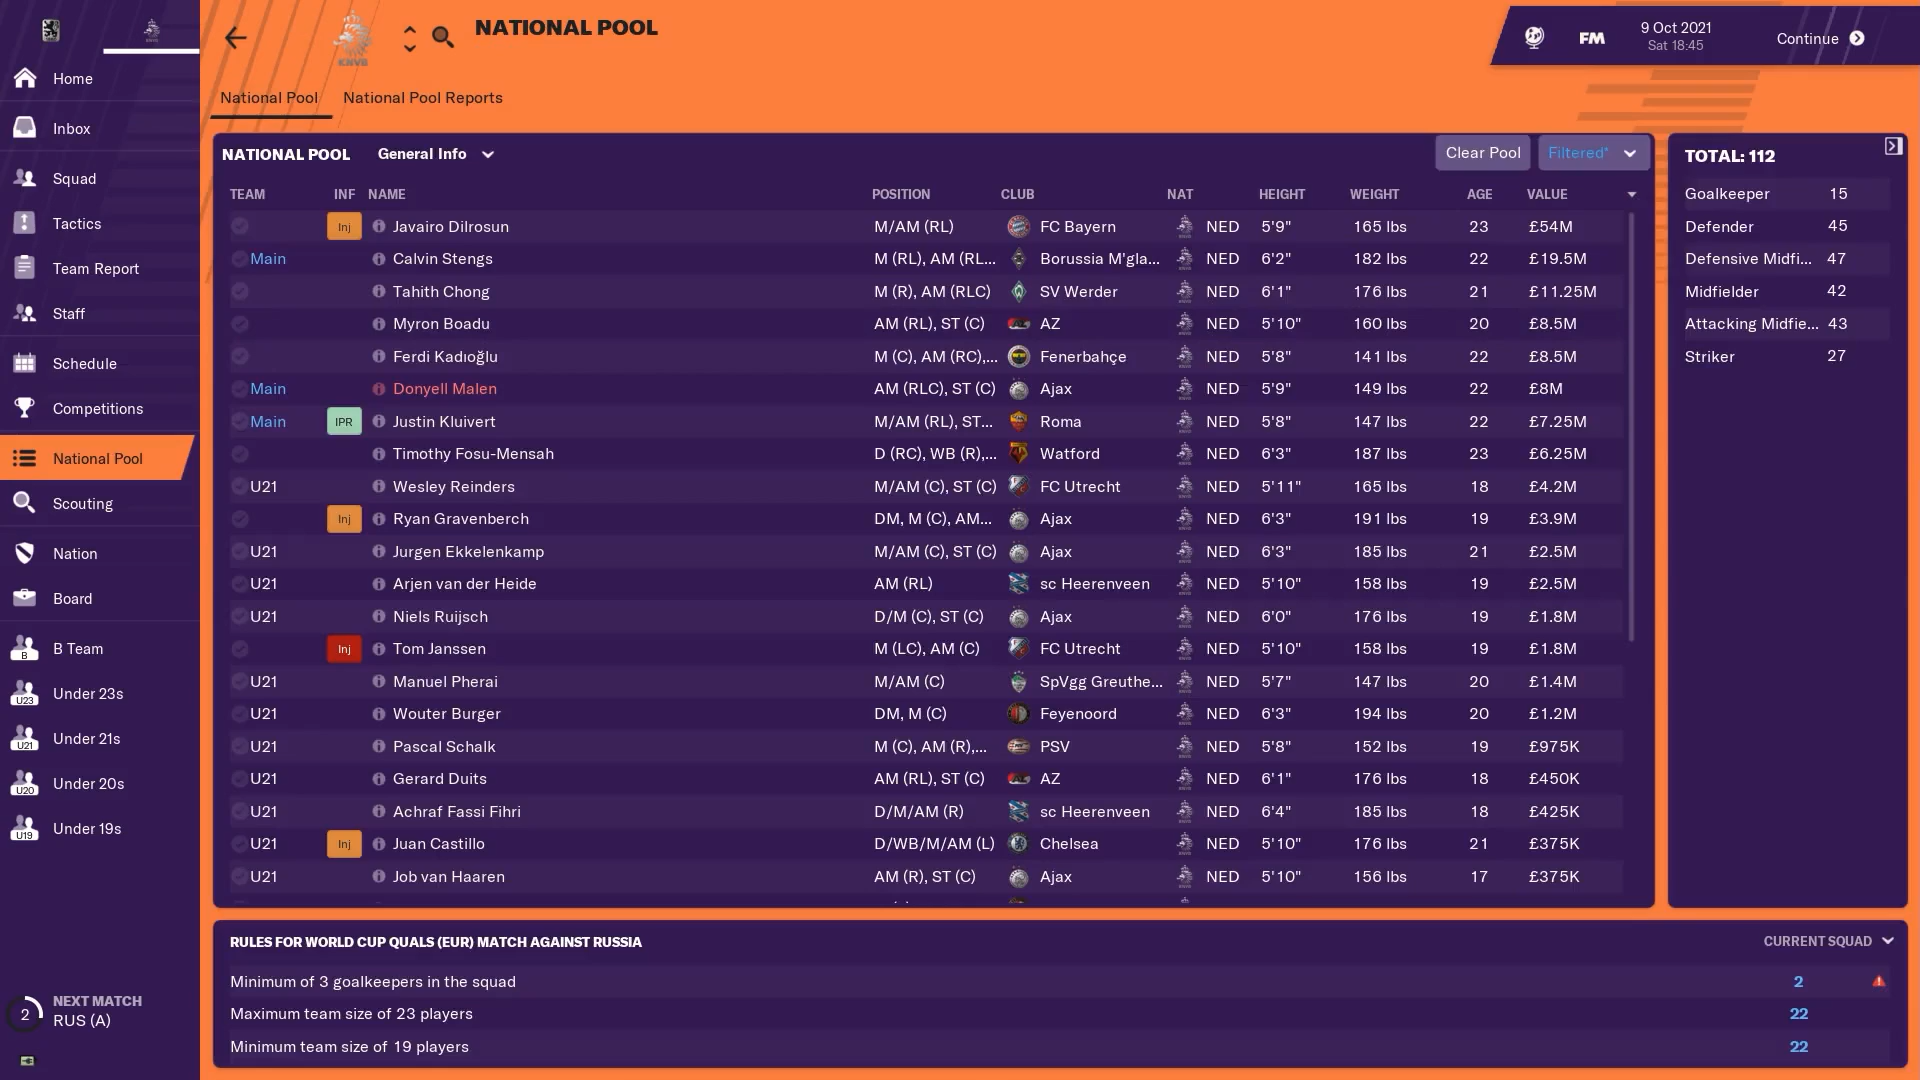 NATIONAL POOL
9 Oct 2021
Sat 18:45
FM
Continue
KNVB
Home
Inbox
Squad
Tactics
Team Report
Staff
Schedule
Competitions
National Pool
Scouting
Nation
Board
B Team
B
Under 23s
U23
Under 21s
U21
Under 20s
U20
Under 19s
U19
2
NEXT MATCH
RUS (A)
National Pool National Pool Reports
NATIONAL POOL General Info Clear Pool Filtered*
TEAM INF NAME POSITION CLUB NAT HEIGHT WEIGHT AGE VALUE
Inj Javairo Dilrosun M/AM (RL) FC Bayern NED 5'9" 165 lbs 23 £54M
Main Calvin Stengs M (RL), AM (RL... Borussia M'gla... NED 6'2" 182 lbs 22 £19.5M
Tahith Chong M (R), AM (RLC) SV Werder NED 6'1" 176 lbs 21 £11.25M
Myron Boadu AM (RL), ST (C) AZ NED 5'10" 160 lbs 20 £8.5M
Ferdi Kadıoğlu M (C), AM (RC),... Fenerbahçe NED 5'8" 141 lbs 22 £8.5M
Main Donyell Malen AM (RLC), ST (C) Ajax NED 5'9" 149 lbs 22 £8M
Main IPR Justin Kluivert M/AM (RL), ST... Roma NED 5'8" 147 lbs 22 £7.25M
Timothy Fosu-Mensah D (RC), WB (R),... Watford NED 6'3" 187 lbs 23 £6.25M
U21 Wesley Reinders M/AM (C), ST (C) FC Utrecht NED 5'11" 165 lbs 18 £4.2M
Inj Ryan Gravenberch DM, M (C), AM... Ajax NED 6'3" 191 lbs 19 £3.9M
U21 Jurgen Ekkelenkamp M/AM (C), ST (C) Ajax NED 6'3" 185 lbs 21 £2.5M
U21 Arjen van der Heide AM (RL) sc Heerenveen NED 5'10" 158 lbs 19 £2.5M
U21 Niels Ruijsch D/M (C), ST (C) Ajax NED 6'0" 176 lbs 19 £1.8M
Inj Tom Janssen M (LC), AM (C) FC Utrecht NED 5'10" 158 lbs 19 £1.8M
U21 Manuel Pherai M/AM (C) SpVgg Greuthe... NED 5'7" 147 lbs 20 £1.4M
U21 Wouter Burger DM, M (C) Feyenoord NED 6'3" 194 lbs 20 £1.2M
U21 Pascal Schalk M (C), AM (R),... PSV NED 5'8" 152 lbs 19 £975K
U21 Gerard Duits AM (RL), ST (C) AZ NED 6'1" 176 lbs 18 £450K
U21 Achraf Fassi Fihri D/M/AM (R) sc Heerenveen NED 6'4" 185 lbs 18 £425K
U21 Inj Juan Castillo D/WB/M/AM (L) Chelsea NED 5'10" 176 lbs 21 £375K
U21 Job van Haaren AM (R), ST (C) Ajax NED 5'10" 156 lbs 17 £375K
TOTAL: 112
Goalkeeper 15
Defender 45
Defensive Midfi... 47
Midfielder 42
Attacking Midfie... 43
Striker 27
RULES FOR WORLD CUP QUALS (EUR) MATCH AGAINST RUSSIA CURRENT SQUAD
Minimum of 3 goalkeepers in the squad 2
Maximum team size of 23 players 22
Minimum team size of 19 players 22